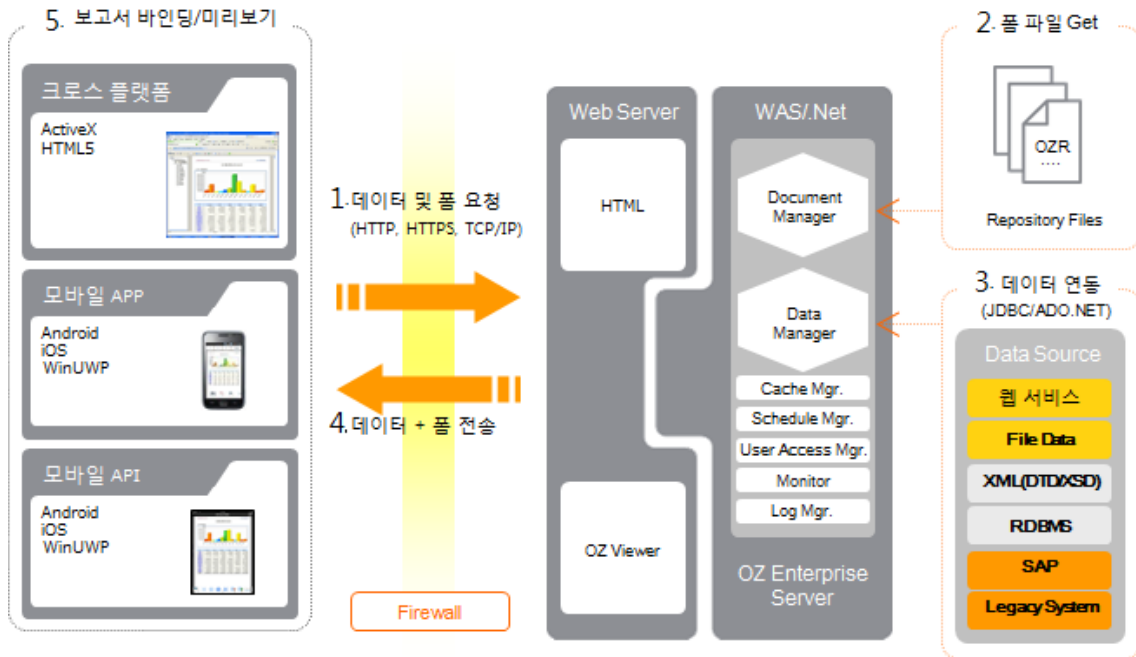 5. 보고서 바인딩/미리보기
크로스 플랫폼
ActiveX
HTML5
모바일 APP
Android
iOS
WinUWP
모바일 API
Android
iOS
WinUWP
1.데이터 및 폼 요청
(HTTP, HTTPS, TCP/IP)
4.데이터 + 폼 전송
Firewall
Web Server
HTML
OZ Viewer
WAS/.Net
Document
Manager
Data
Manager
Cache Mgr.
Schedule Mgr.
User Access Mgr.
Monitor
Log Mgr.
OZ Enterprise
Server
2. 폼 파일 Get
OZR
....
Repository Files
3. 데이터 연동
(JDBC/ADO.NET)
Data Source
웹 서비스
File Data
XML(DTD/XSD)
RDBMS
SAP
Legacy System